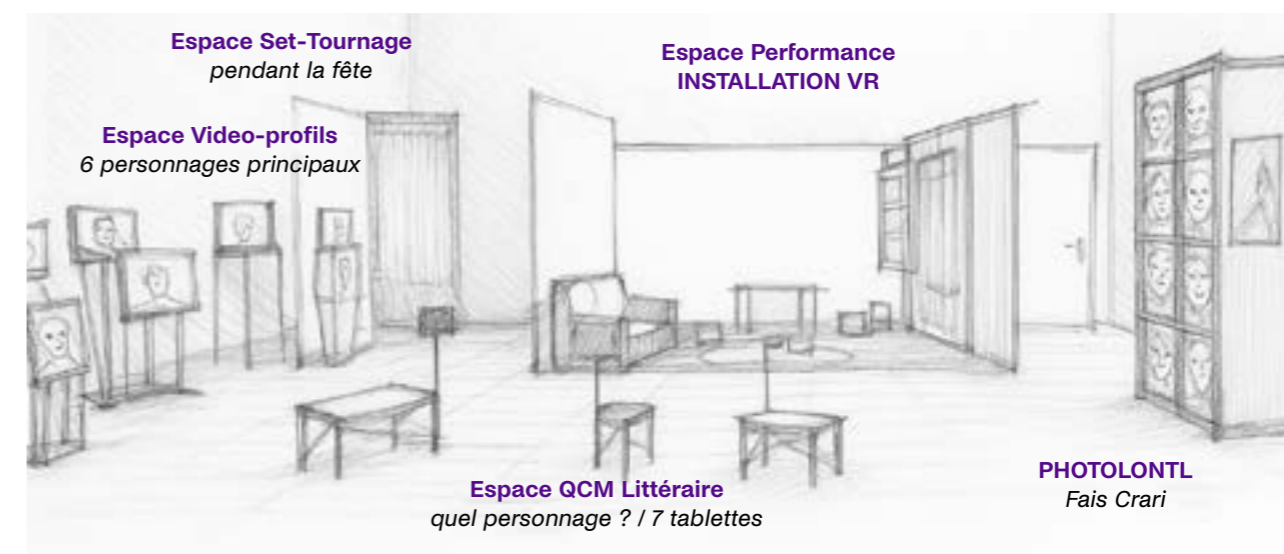 Espace Set-Tournage
pendant la fête
Espace Performance
INSTALLATION VR
Espace Video-profils
6 personnages principaux
Espace QCM Littéraire
quel personnage ? / 7 tablettes
PHOTOLONTL
Fais Crari